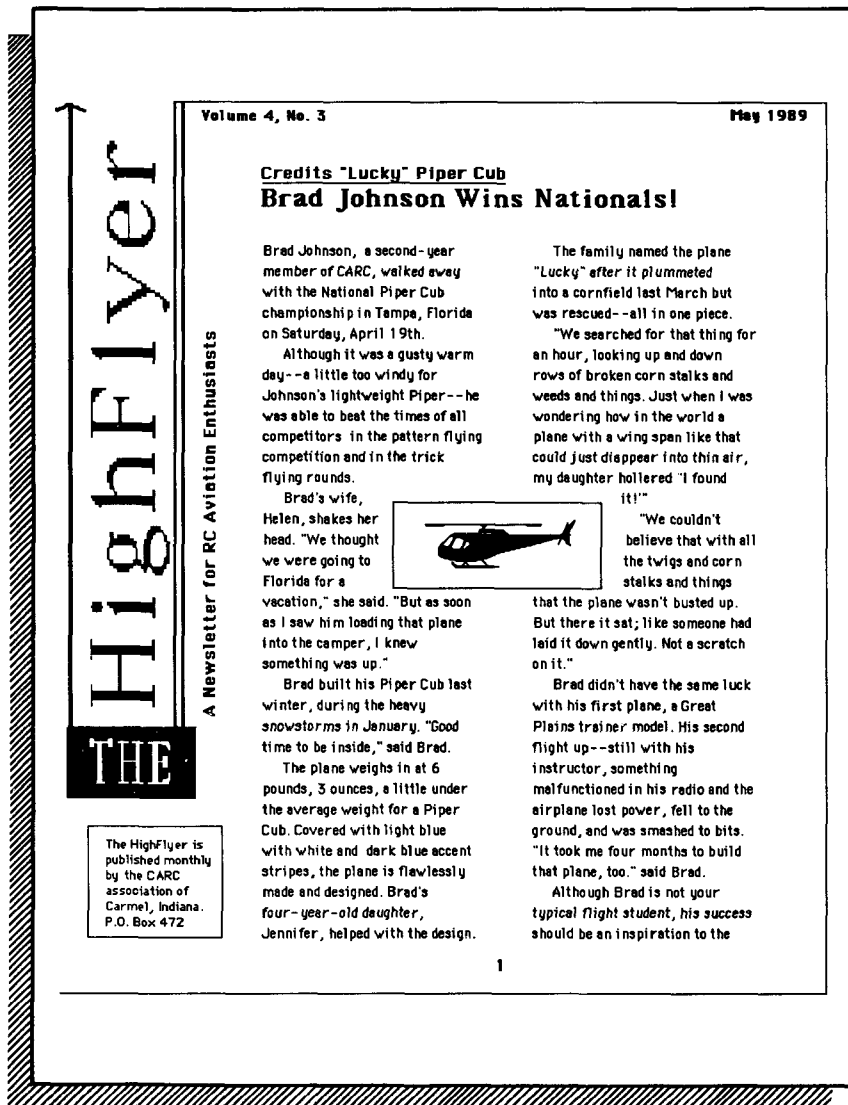 THE HighFlyer
A Newsletter for RC Aviation Enthusiasts
Volume 4, No. 3
May 1989
Credits "Lucky" Piper Cub
Brad Johnson Wins Nationals!
Brad Johnson, a second-year
member of CARC, walked away
with the National Piper Cub
championship in Tampa, Florida
on Saturday, April 19th.
Although it was a gusty warm
day--a little too windy for
Johnson's lightweight Piper--he
was able to beat the times of all
competitors in the pattern flying
competition and in the trick
flying rounds.
Brad's wife,
Helen, shakes her
head. "We thought
we were going to
Florida for a
vacation," she said. "But as soon
as I saw him loading that plane
into the camper, I knew
something was up."
Brad built his Piper Cub last
winter, during the heavy
snowstorms in January. "Good
time to be inside," said Brad.
The plane weighs in at 6
pounds, 3 ounces, a little under
the average weight for a Piper
Cub. Covered with light blue
with white and dark blue accent
stripes, the plane is flawlessly
made and designed. Brad's
four-year-old daughter,
Jennifer, helped with the design.
The family named the plane
"Lucky" after it plummeted
into a cornfield last March but
was rescued--all in one piece.
"We searched for that thing for
an hour, looking up and down
rows of broken corn stalks and
weeds and things. Just when I was
wondering how in the world a
plane with a wing span like that
could just diappear into thin air,
my daughter hollered "I found
it!'"
"We couldn't
believe that with all
the twigs and corn
stalks and things
that the plane wasn't busted up.
But there it sat; like someone had
laid it down gently. Not a scratch
on it."
Brad didn't have the same luck
with his first plane, a Great
Plains trainer model. His second
flight up--still with his
instructor, something
malfunctioned in his radio and the
airplane lost power, fell to the
ground, and was smashed to bits.
"It took me four months to build
that plane, too." said Brad.
Although Brad is not your
typical flight student, his success
should be an inspiration to the
The HighFlyer is
published monthly
by the CARC
association of
Carmel, Indiana.
P.O. Box 472
1